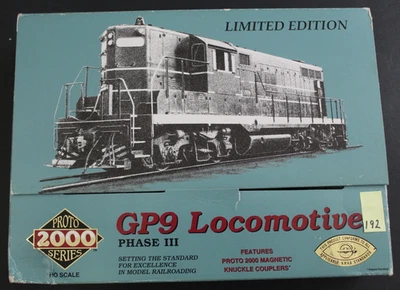 LIMITED EDITION
PROTO
2000
SERIES
HO SCALE
GP9 Locomotive
PHASE III
SETTING THE STANDARD
FOR EXCELLENCE
IN MODEL RAILROADING
FEATURES
PROTO 2000 MAGNETIC
KNUCKLE COUPLERS
192